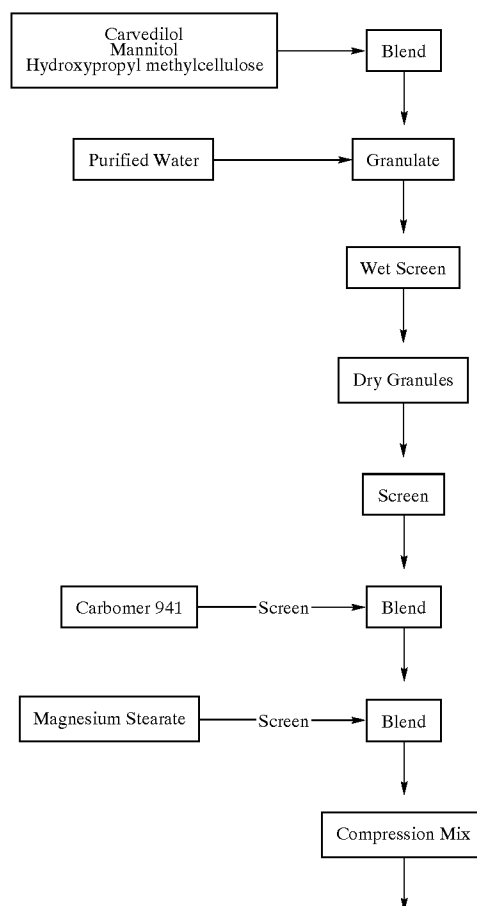 Carvedilol
Mannitol
Hydroxypropyl methylcellulose
Blend
Purified Water
Granulate
Wet Screen
Dry Granules
Screen
Carbomer 941
Screen
Blend
Magnesium Stearate
Screen
Blend
Compression Mix